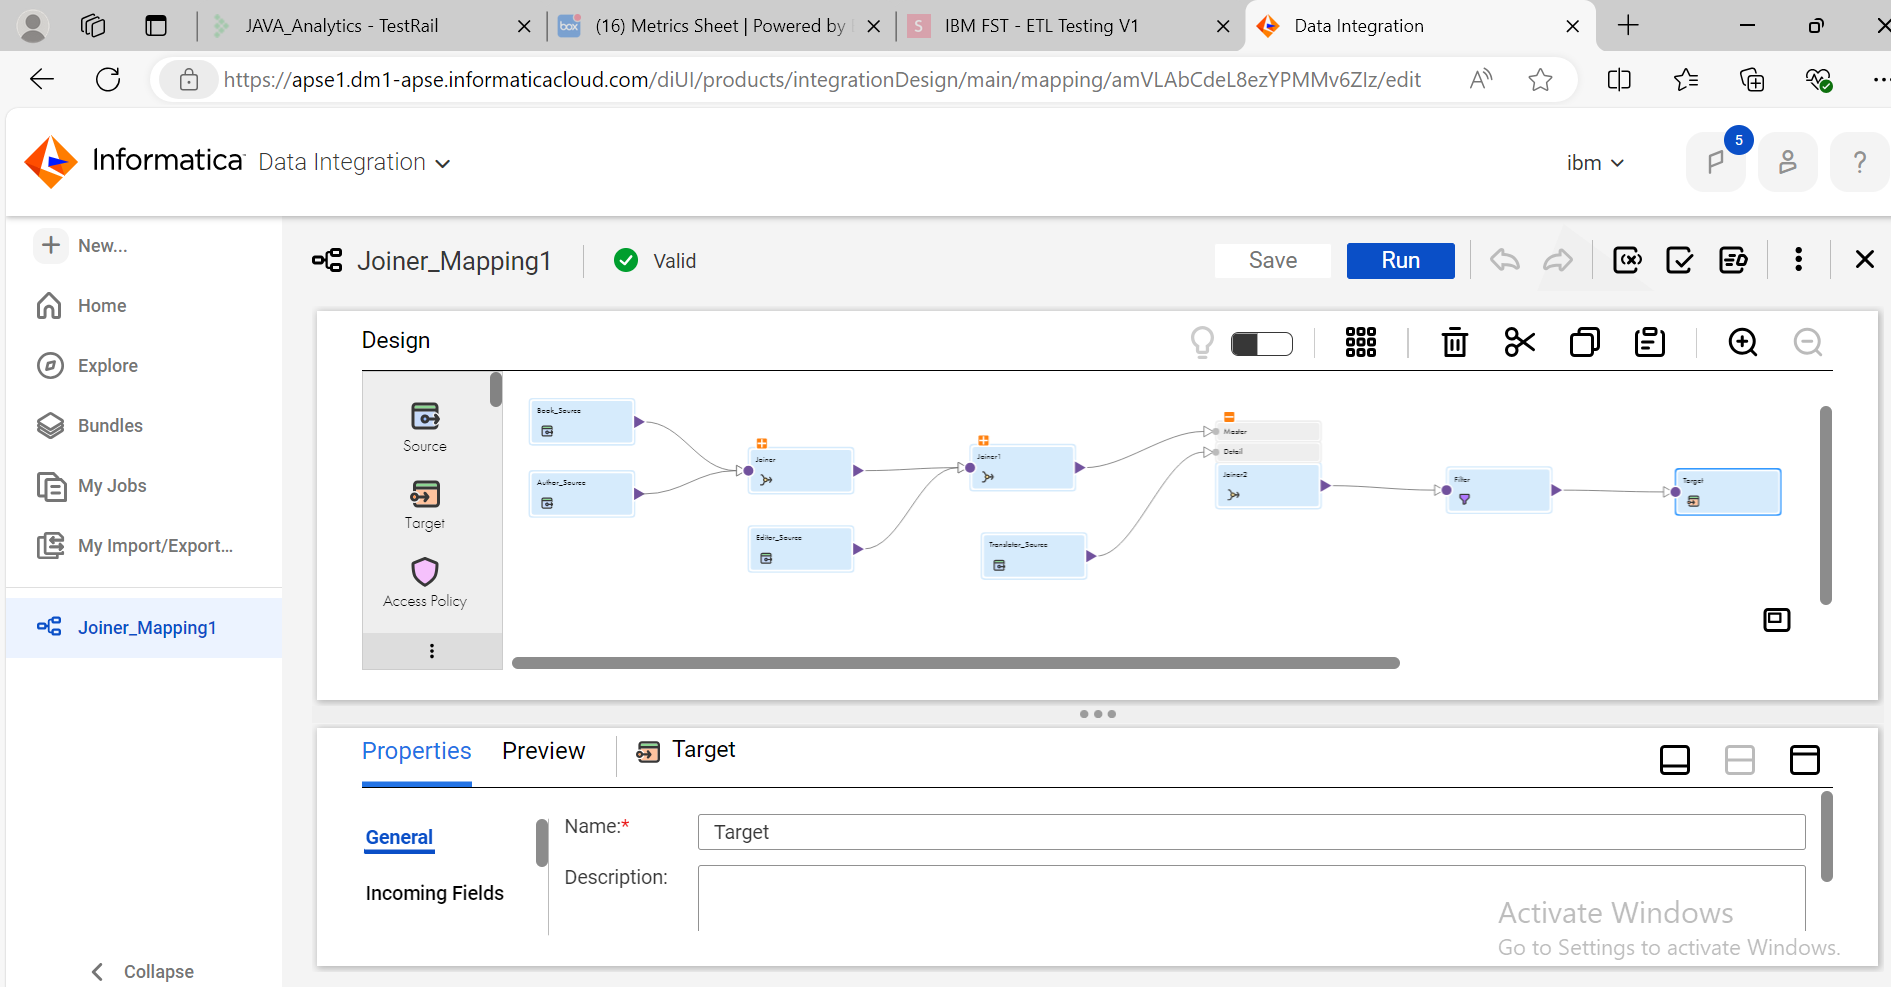 JAVA_Analytics - TestRail
box
(16) Metrics Sheet | Powered by
S
IBM FST - ETL Testing V1
Data Integration
https://apse1.dm1-apse.informaticacloud.com/diUI/products/integrationDesign/main/mapping/amVLAbCdeL8ezYPMMv6ZIz/edit
Informatica
Data Integration
ibm
5
?
New...
Home
Explore
Bundles
My Jobs
My Import/Export...
Joiner_Mapping1
Collapse
Joiner_Mapping1
Valid
Save
Run
Design
Source
Target
Access Policy
Book_Source
Author_Source
Joiner
Editor_Source
Joiner1
Translator_Source
Master
Detail
Joiner2
Filter
Target
Properties
Preview
Target
General
Incoming Fields
Name:*
Target
Description:
Activate Windows
Go to Settings to activate Windows.